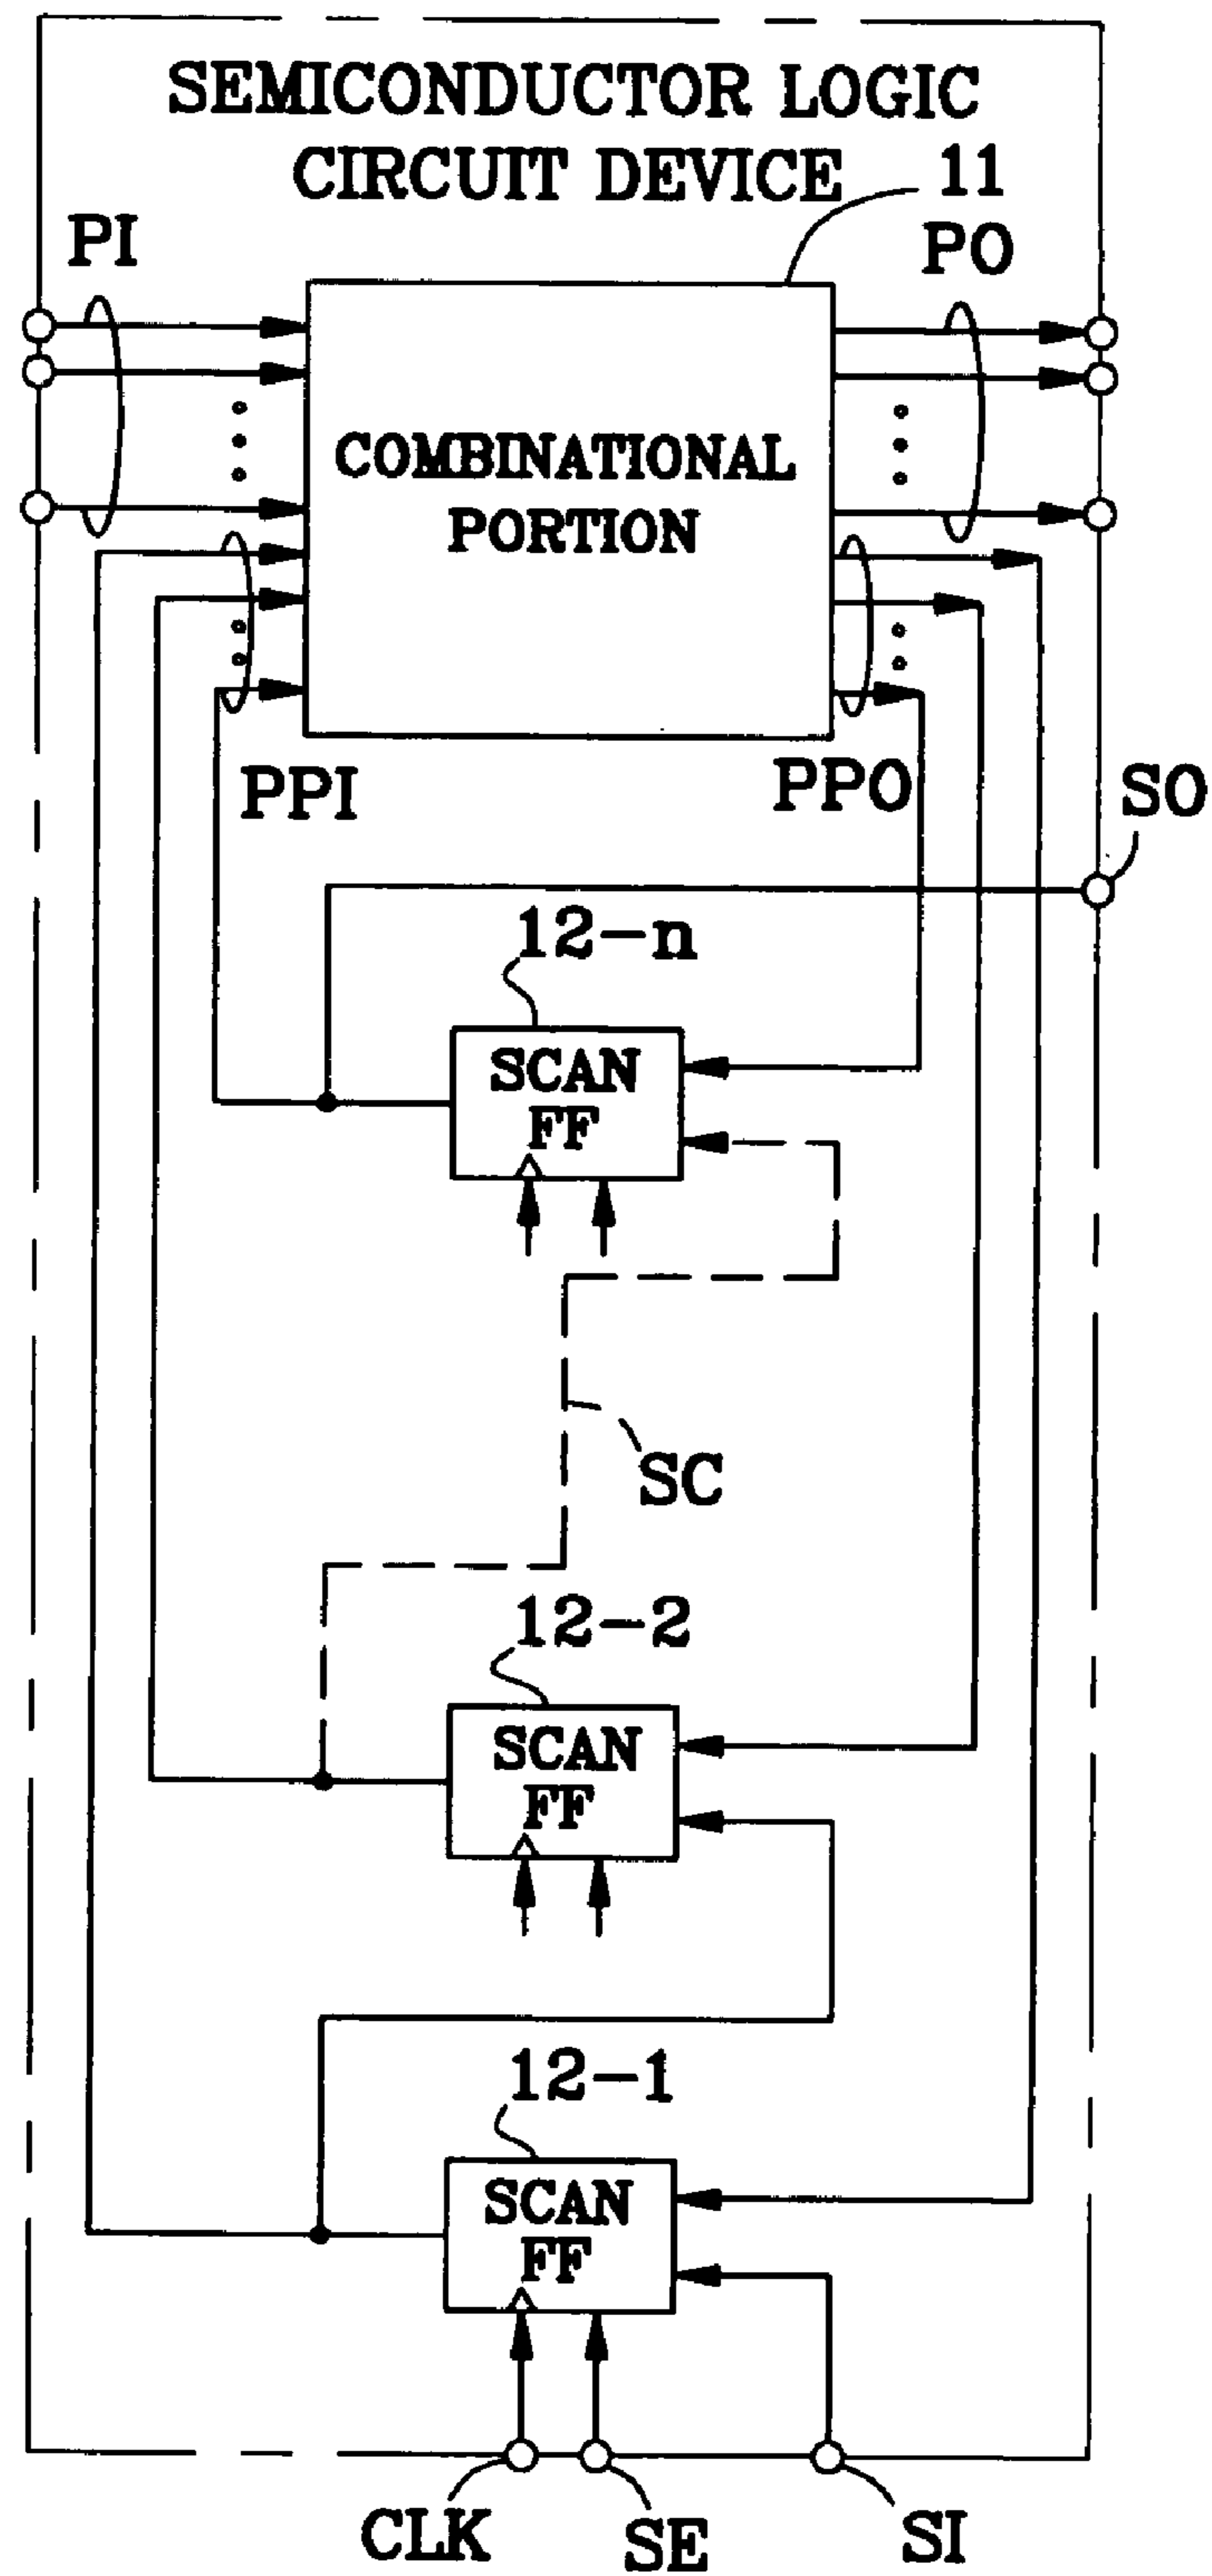 SEMICONDUCTOR LOGIC
CIRCUIT DEVICE
11
PI
PO
COMBINATIONAL
PORTION
PPI
PPO
SO
12-n
SCAN
FF
SC
12-2
SCAN
FF
12-1
SCAN
FF
CLK
SE
SI